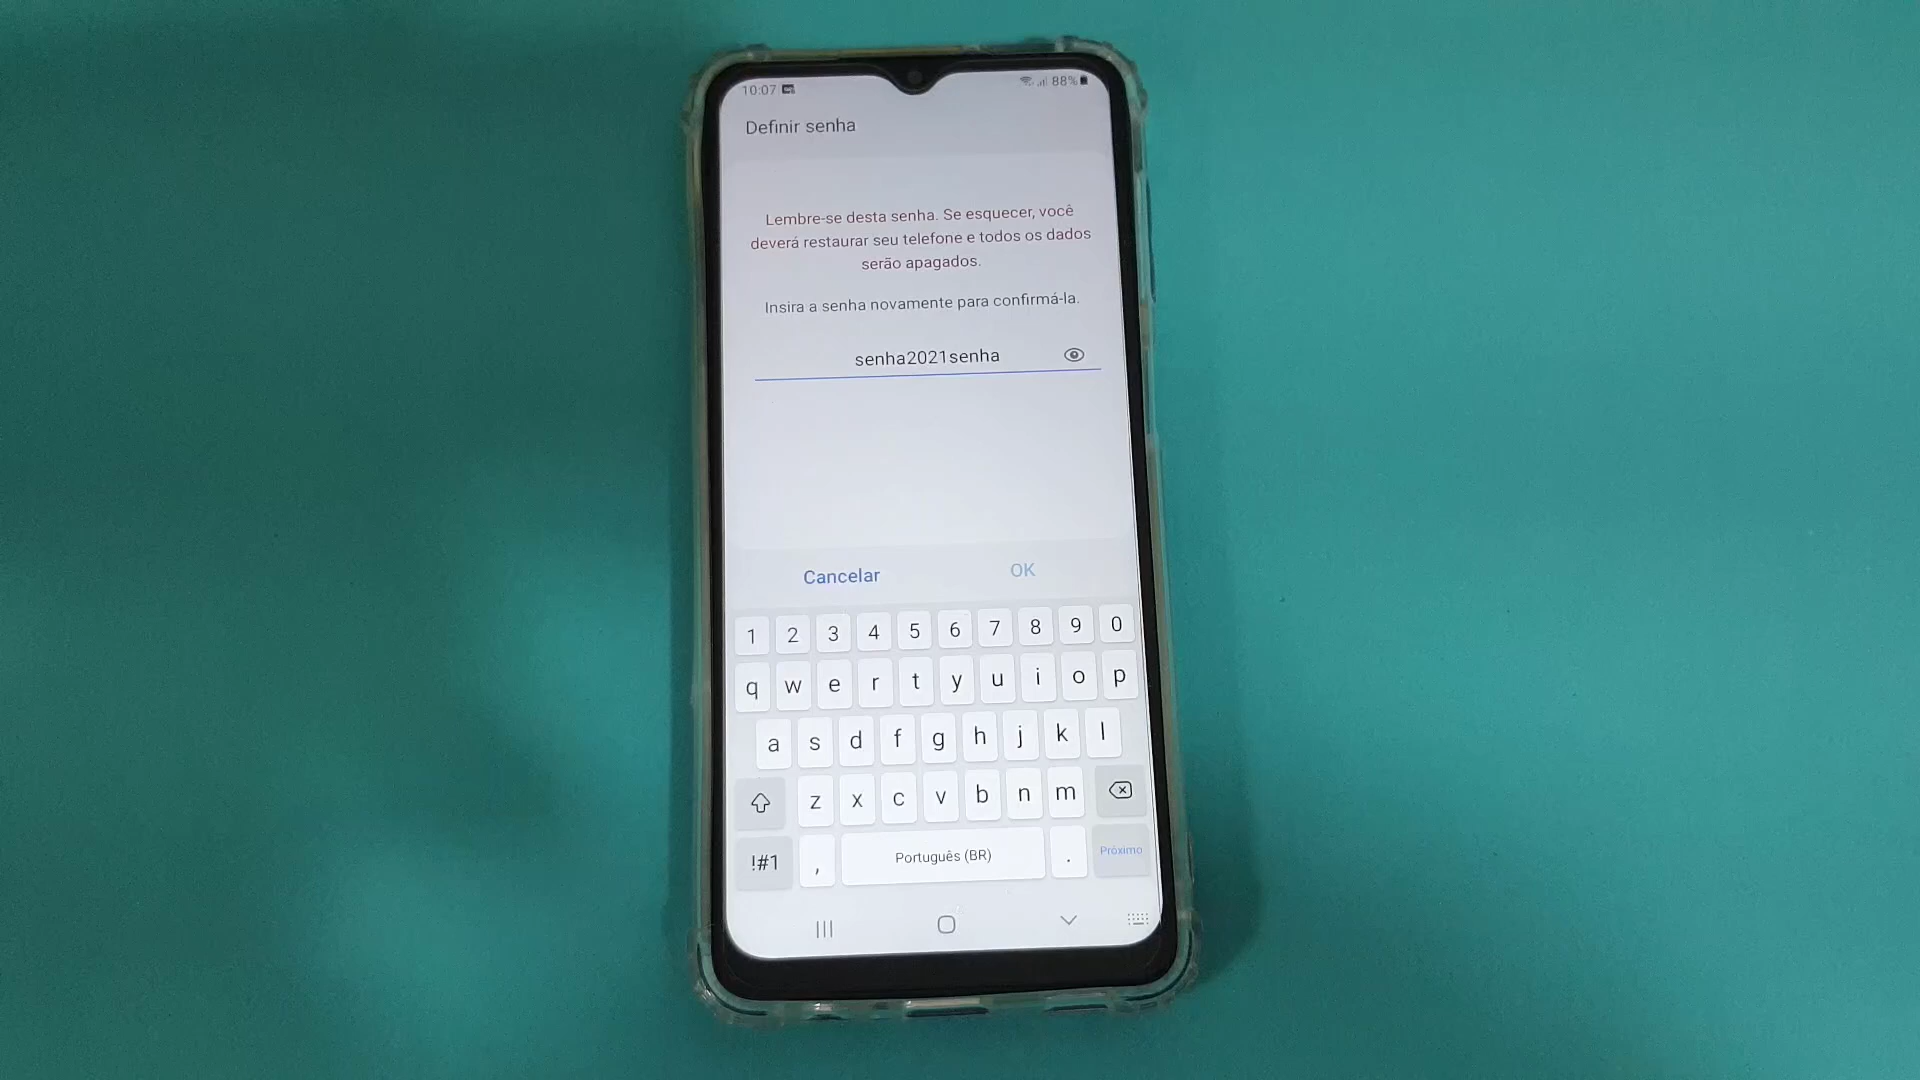 10:07 88%
Definir senha
Lembre-se desta senha. Se esquecer, você
deverá restaurar seu telefone e todos os dados
serão apagados.
Insira a senha novamente para confirmá-la.
senha2021senha
Cancelar OK
1 2 3 4 5 6 7 8 9 0
q w e r t y u i o p
a s d f g h j k l
z x c v b n m
!#1 , Português (BR) . Próximo